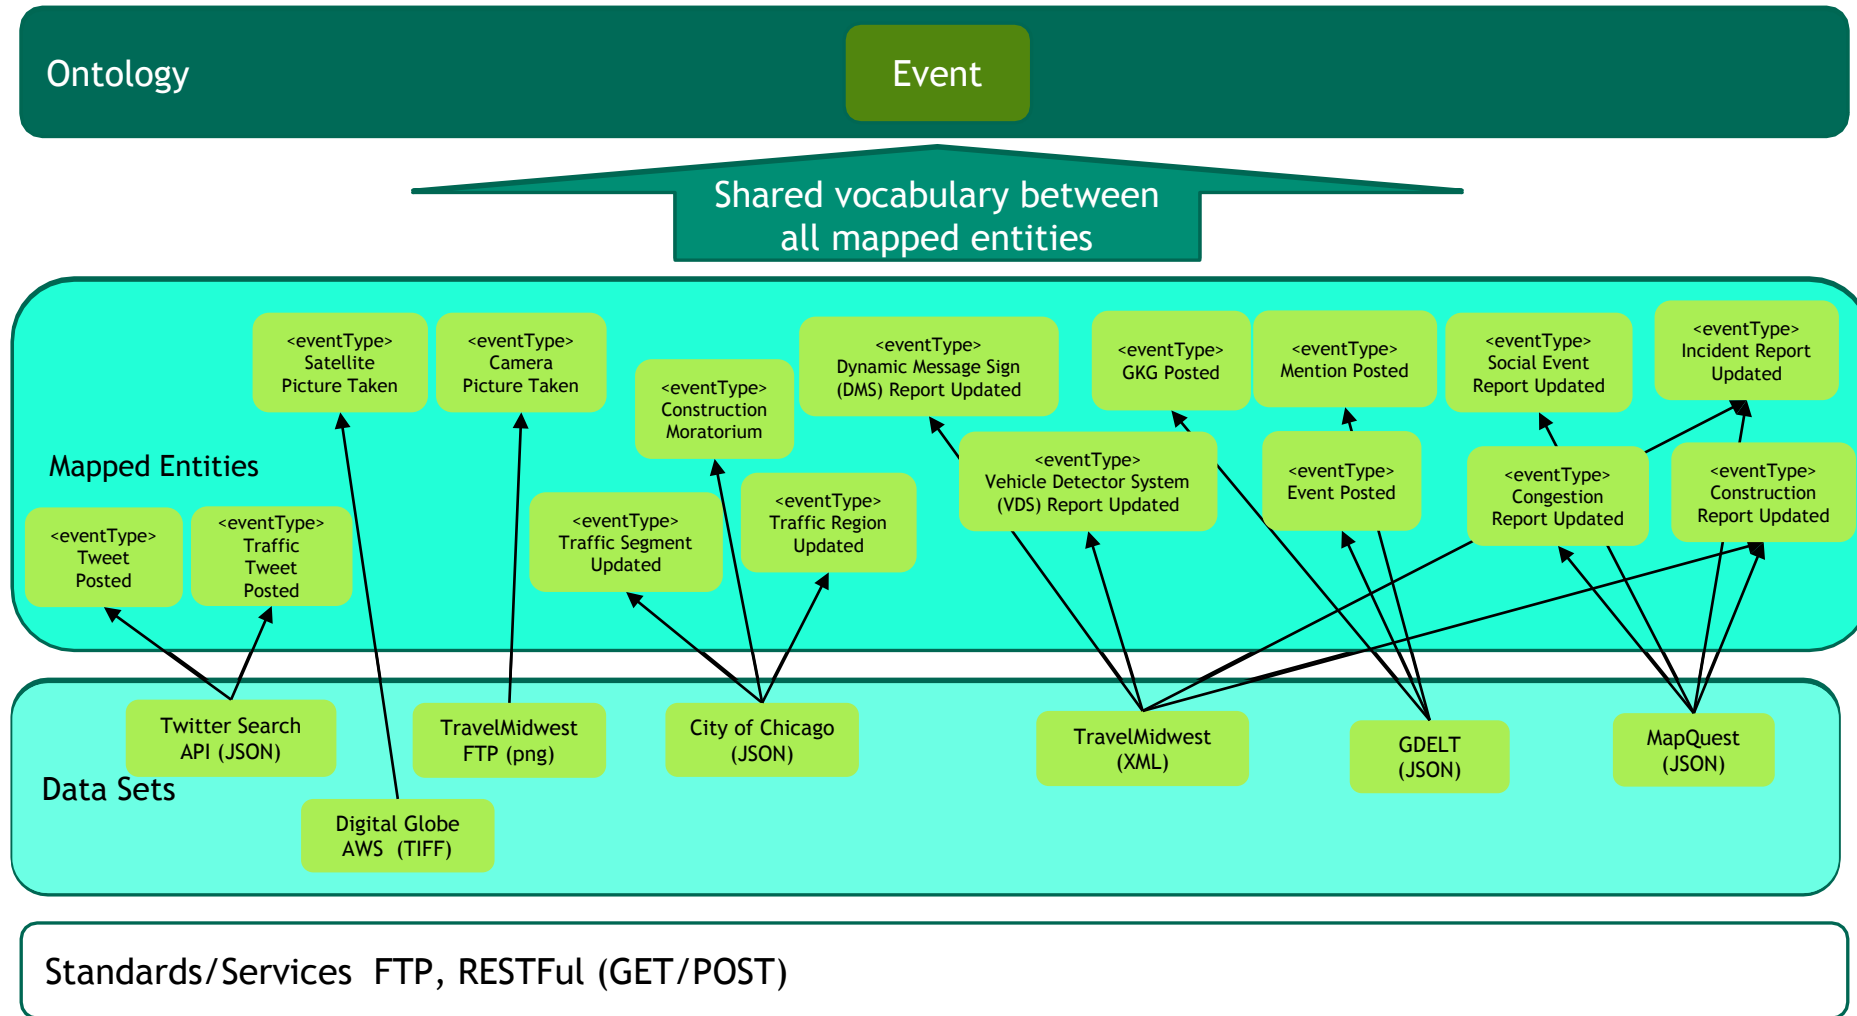 Ontology
Event
Shared vocabulary between
all mapped entities
<eventType>
Satellite
Picture Taken
<eventType>
Camera
Picture Taken
<eventType>
Construction
Moratorium
<eventType>
Dynamic Message Sign
(DMS) Report Updated
<eventType>
GKG Posted
<eventType>
Mention Posted
<eventType>
Social Event
Report Updated
<eventType>
Incident Report
Updated
Mapped Entities
<eventType>
Tweet
Posted
<eventType>
Traffic
Tweet
Posted
<eventType>
Traffic Segment
Updated
<eventType>
Traffic Region
Updated
<eventType>
Vehicle Detector System
(VDS) Report Updated
<eventType>
Event Posted
<eventType>
Congestion
Report Updated
<eventType>
Construction
Report Updated
Twitter Search
API (JSON)
TravelMidwest
FTP (png)
City of Chicago
(JSON)
TravelMidwest
(XML)
GDELT
(JSON)
MapQuest
(JSON)
Data Sets
Digital Globe
AWS (TIFF)
Standards/Services FTP, RESTFul (GET/POST)